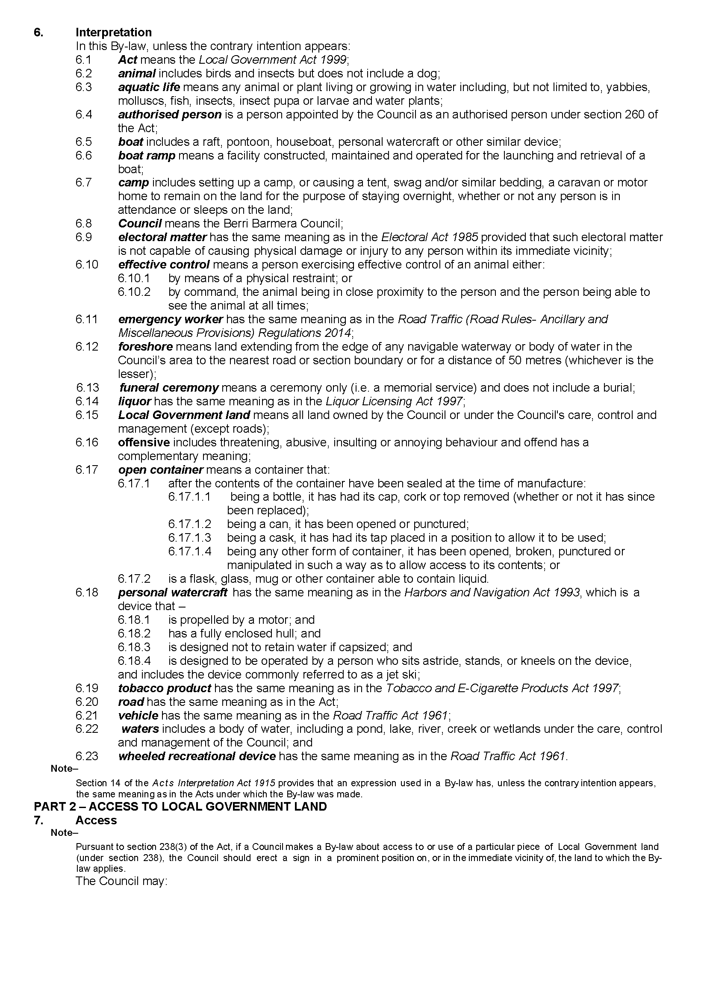 6. Interpretation
In this By-law, unless the contrary intention appears:
6.1 Act means the Local Government Act 1999;
6.2 animal includes birds and insects but does not include a dog;
6.3 aquatic life means any animal or plant living or growing in water including, but not limited to, yabbies,
molluscs, fish, insects, insect pupa or larvae and water plants;
6.4 authorised person is a person appointed by the Council as an authorised person under section 260 of
the Act;
6.5 boat includes a raft, pontoon, houseboat, personal watercraft or other similar device;
6.6 boat ramp means a facility constructed, maintained and operated for the launching and retrieval of a
boat;
6.7 camp includes setting up a camp, or causing a tent, swag and/or similar bedding, a caravan or motor
home to remain on the land for the purpose of staying overnight, whether or not any person is in
attendance or sleeps on the land;
6.8 Council means the Berri Barmera Council;
6.9 electoral matter has the same meaning as in the Electoral Act 1985 provided that such electoral matter
is not capable of causing physical damage or injury to any person within its immediate vicinity;
6.10 effective control means a person exercising effective control of an animal either:
6.10.1 by means of a physical restraint; or
6.10.2 by command, the animal being in close proximity to the person and the person being able to
see the animal at all times;
6.11 emergency worker has the same meaning as in the Road Traffic (Road Rules- Ancillary and
Miscellaneous Provisions) Regulations 2014;
6.12 foreshore means land extending from the edge of any navigable waterway or body of water in the
Council's area to the nearest road or section boundary or for a distance of 50 metres (whichever is the
lesser);
6.13 funeral ceremony means a ceremony only (i.e. a memorial service) and does not include a burial;
6.14 liquor has the same meaning as in the Liquor Licensing Act 1997;
6.15 Local Government land means all land owned by the Council or under the Council's care, control and
management (except roads);
6.16 offensive includes threatening, abusive, insulting or annoying behaviour and offend has a
complementary meaning;
6.17 open container means a container that:
6.17.1 after the contents of the container have been sealed at the time of manufacture:
6.17.1.1 being a bottle, it has had its cap, cork or top removed (whether or not it has since
been replaced);
6.17.1.2 being a can, it has been opened or punctured;
6.17.1.3 being a cask, it has had its tap placed in a position to allow it to be used;
6.17.1.4 being any other form of container, it has been opened, broken, punctured or
manipulated in such a way as to allow access to its contents; or
6.17.2 is a flask, glass, mug or other container able to contain liquid.
6.18 personal watercraft has the same meaning as in the Harbors and Navigation Act 1993, which is a
device that –
6.18.1 is propelled by a motor; and
6.18.2 has a fully enclosed hull; and
6.18.3 is designed not to retain water if capsized; and
6.18.4 is designed to be operated by a person who sits astride, stands, or kneels on the device,
and includes the device commonly referred to as a jet ski;
6.19 tobacco product has the same meaning as in the Tobacco and E-Cigarette Products Act 1997;
6.20 road has the same meaning as in the Act;
6.21 vehicle has the same meaning as in the Road Traffic Act 1961;
6.22 waters includes a body of water, including a pond, lake, river, creek or wetlands under the care, control
and management of the Council; and
6.23 wheeled recreational device has the same meaning as in the Road Traffic Act 1961.
Note–
Section 14 of the Acts Interpretation Act 1915 provides that an expression used in a By-law has, unless the contrary intention appears,
the same meaning as in the Acts under which the By-law was made.
PART 2 – ACCESS TO LOCAL GOVERNMENT LAND
7. Access
Note–
Pursuant to section 238(3) of the Act, if a Council makes a By-law about access to or use of a particular piece of Local Government land
(under section 238), the Council should erect a sign in a prominent position on, or in the immediate vicinity of, the land to which the By-
law applies.
The Council may: